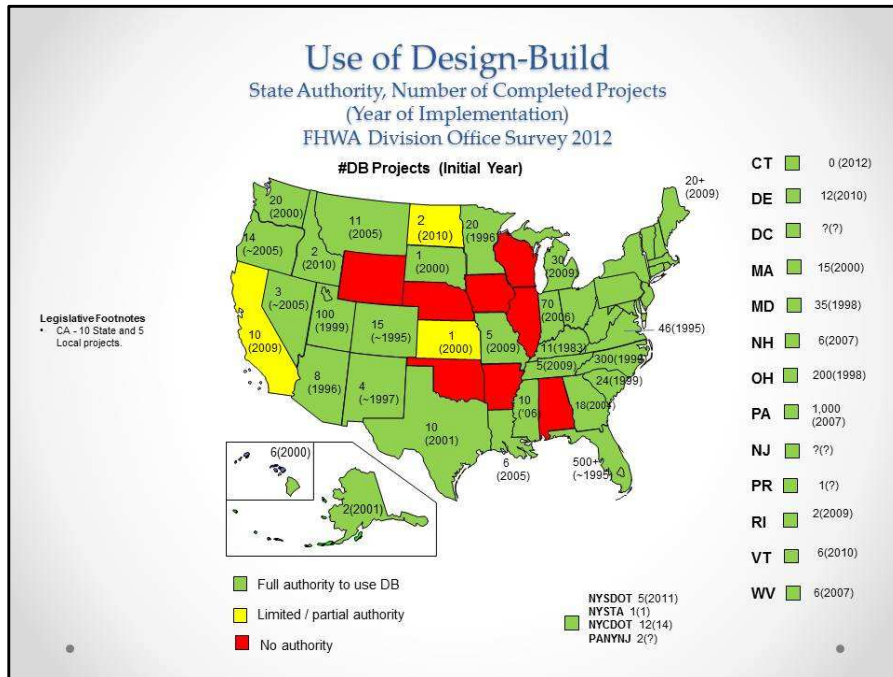 Use of Design-Build
State Authority, Number of Completed Projects
(Year of Implementation)
FHWA Division Office Survey 2012
#DB Projects (Initial Year)
20+
(2009)
20
(2000)
11
(2005)
2
(2010)
20
(1996)
14
(~2005)
2
(2010)
1
(2000)
30
(2009)
3
(~2005)
100
(1999)
15
(~1995)
1
(2000)
5
(2009)
70
(2006)
46(1995)
10
(2009)
11(1983)
5(2009)
300(1999)
24(1999)
8
(1996)
4
(~1997)
10
('06)
18(2004)
10
(2001)
6
(2005)
500+
(~1995)
6(2000)
2(2001)
Legislative Footnotes
• CA - 10 State and 5
Local projects.
CT 0 (2012)
DE 12(2010)
DC ?(?)
MA 15(2000)
MD 35(1998)
NH 6(2007)
OH 200(1998)
PA 1,000
(2007)
NJ ?(?)
PR 1(?)
RI 2(2009)
VT 6(2010)
WV 6(2007)
Full authority to use DB
Limited / partial authority
No authority
NYSDOT 5(2011)
NYSTA 1(1)
NYCDOT 12(14)
PANYNJ 2(?)